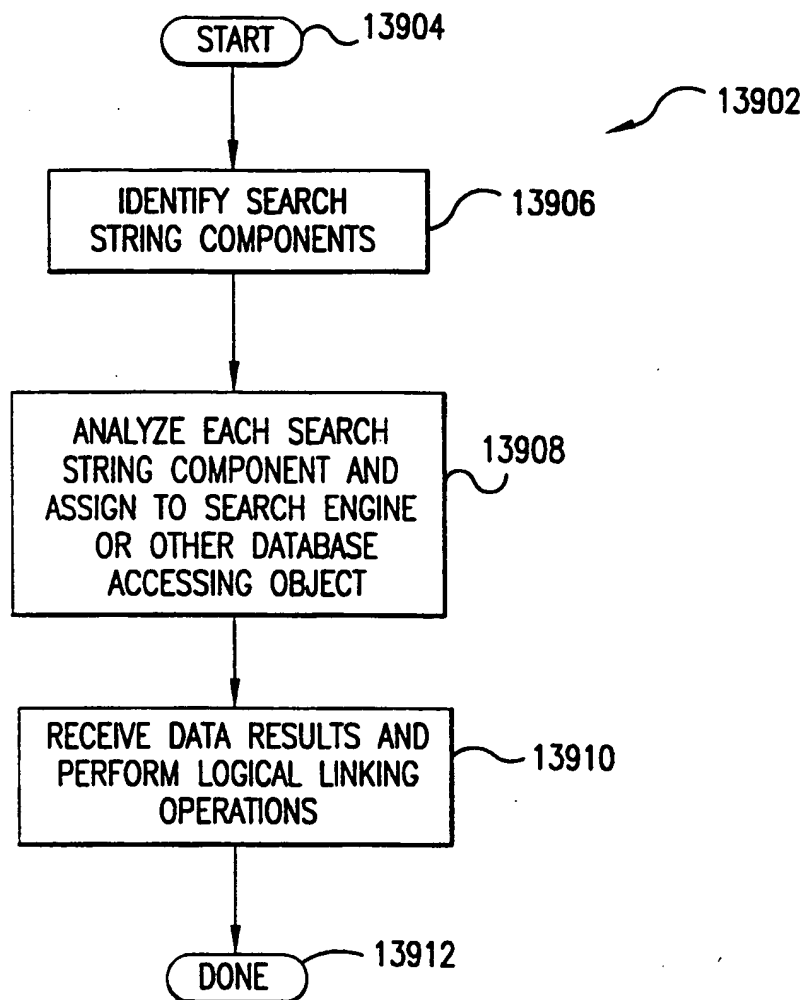 START
13904
13902
IDENTIFY SEARCH
STRING COMPONENTS
13906
ANALYZE EACH SEARCH
STRING COMPONENT AND
ASSIGN TO SEARCH ENGINE
OR OTHER DATABASE
ACCESSING OBJECT
13908
RECEIVE DATA RESULTS AND
PERFORM LOGICAL LINKING
OPERATIONS
13910
DONE
13912